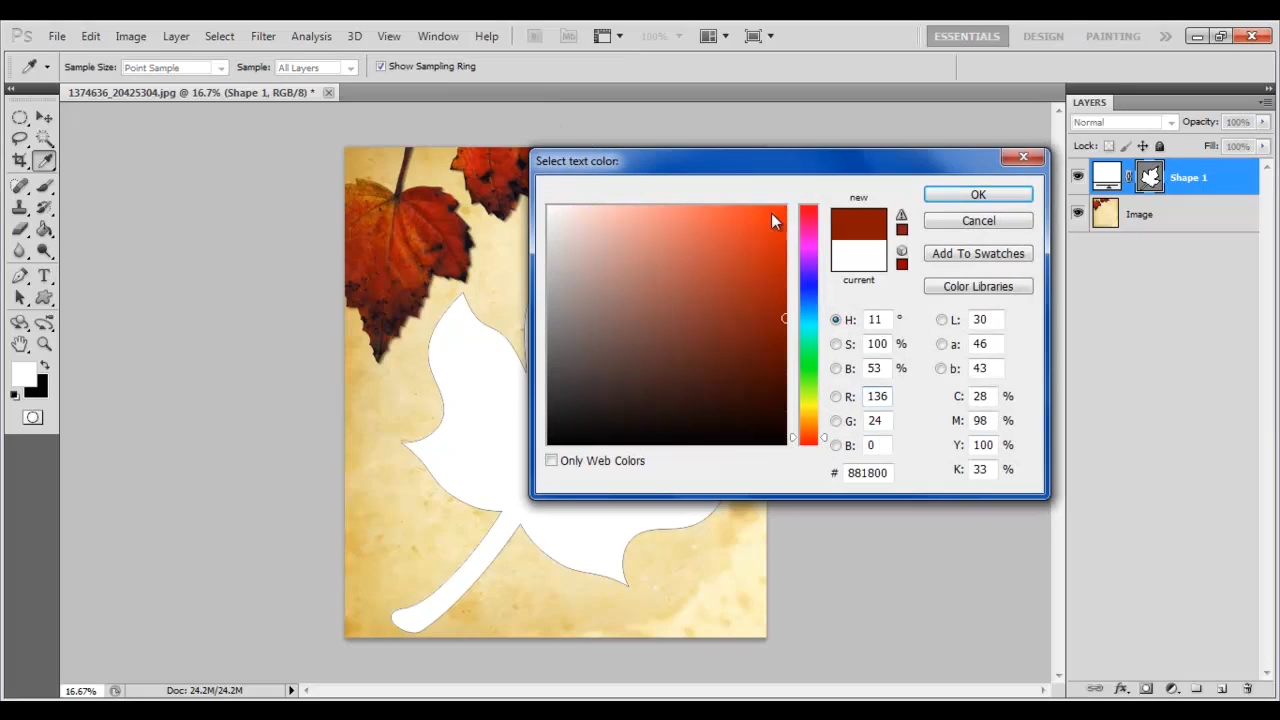 Ps File Edit Image Layer Select Filter Analysis 3D View Window Help Mb 100% ESSENTIALS DESIGN PAINTING
Sample Size: Point Sample Sample: All Layers Show Sampling Ring
1374636_20425304.jpg @ 16.7% (Shape 1, RGB/8) *
LAYERS
Normal Opacity: 100%
Lock: Fill: 100%
Shape 1
Image
Select text color:
new
current
OK
Cancel
Add To Swatches
Color Libraries
H: 11 °
S: 100 %
B: 53 %
R: 136
G: 24
B: 0
# 881800
L: 30
a: 46
b: 43
C: 28 %
M: 98 %
Y: 100 %
K: 33 %
Only Web Colors
T
16.67% Doc: 24.2M/24.2M
fx